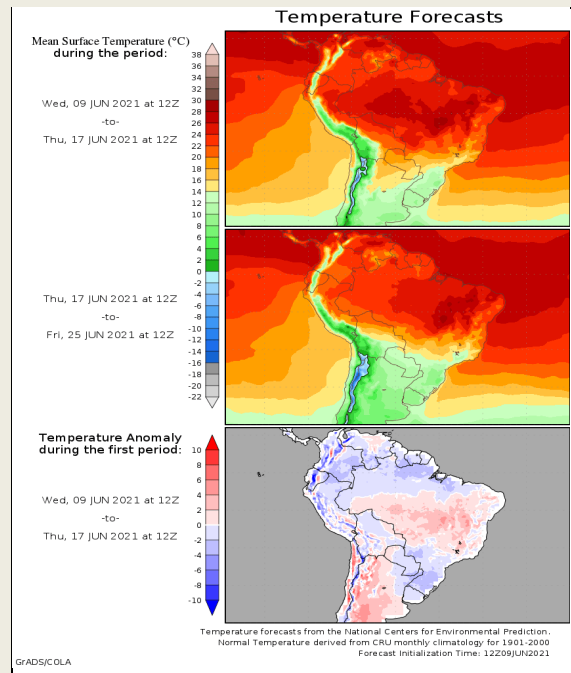 Temperature Forecasts
Mean Surface Temperature (°C)
during the period:
Wed, 09 JUN 2021 at 12Z
-to-
Thu, 17 JUN 2021 at 12Z
38
36
34
32
30
28
26
24
22
20
18
16
14
12
10
8
6
4
2
0
-2
-4
-6
-8
-10
-12
-14
-16
-18
-20
-22
Thu, 17 JUN 2021 at 12Z
-to-
Fri, 25 JUN 2021 at 12Z
Temperature Anomaly
during the first period:
Wed, 09 JUN 2021 at 12Z
-to-
Thu, 17 JUN 2021 at 12Z
10
8
6
4
2
0
-2
-4
-6
-8
-10
Temperature forecasts from the National Centers for Environmental Prediction.
Normal Temperature derived from CRU monthly climatology for 1901-2000
Forecast Initialization Time: 12Z09JUN2021
GrADS/COLA